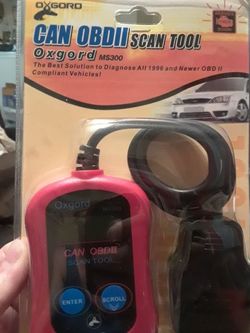 OXGORD
CAN OBDII SCAN TOOL
Oxgord MS300
The Best Solution to Diagnose All 1996 and Newer OBD II
Compliant Vehicles!
Oxgord
CAN OBDII
SCAN TOOL
ENTER
SCROLL